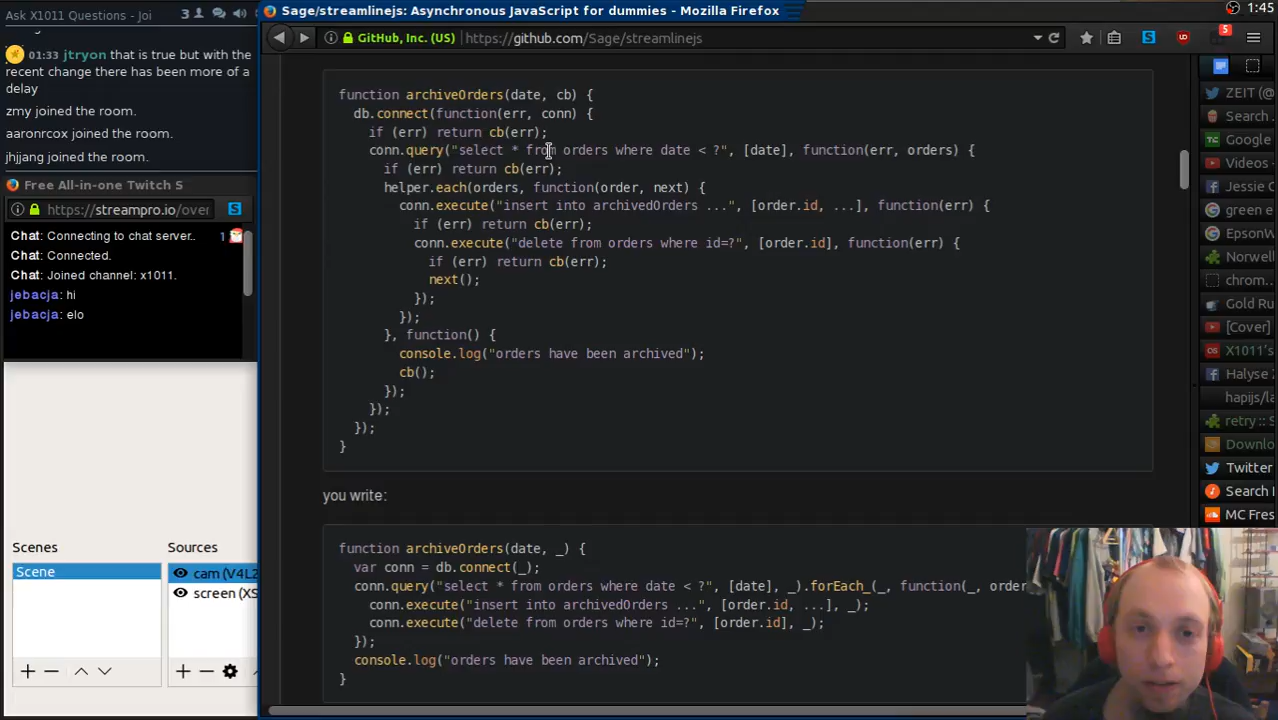 Ask X1011 Questions - Joi
3
01:33 jtryon that is true but with the
recent change there has been more of a
delay
zmy joined the room.
aaronrcox joined the room.
jhjjang joined the room.
Free All-in-one Twitch S
https://streampro.io/over
Chat: Connecting to chat server..
1
Chat: Connected.
Chat: Joined channel: x1011.
jebacja: hi
jebacja: elo
Scenes
Sources
Scene
cam (V4L2
screen (XS
Sage/streamlinejs: Asynchronous JavaScript for dummies - Mozilla Firefox
1:45
GitHub, Inc. (US)
https://github.com/Sage/streamlinejs
5
function archiveOrders(date, cb) {
db.connect(function(err, conn) {
if (err) return cb(err);
conn.query("select * from orders where date < ?", [date], function(err, orders) {
if (err) return cb(err);
helper.each(orders, function(order, next) {
conn.execute("insert into archivedOrders ...", [order.id, ...], function(err) {
if (err) return cb(err);
conn.execute("delete from orders where id=?", [order.id], function(err) {
if (err) return cb(err);
next();
});
});
}, function() {
console.log("orders have been archived");
cb();
});
});
});
}
you write:
function archiveOrders(date, _) {
var conn = db.connect(_);
conn.query("select * from orders where date < ?", [date], _).forEach_(_, function(_, order
conn.execute("insert into archivedOrders ...", [order.id, ...], _);
conn.execute("delete from orders where id=?", [order.id], _);
});
console.log("orders have been archived");
}
ZEIT (@
Search
Google
Videos -
Jessie C
green e
EpsonW
Norwell
chrom...
Gold Ru
[Cover]
X1011's
Halyse X
hapijs/la
retry :: S
Downlo
Twitter
Search
MC Fres